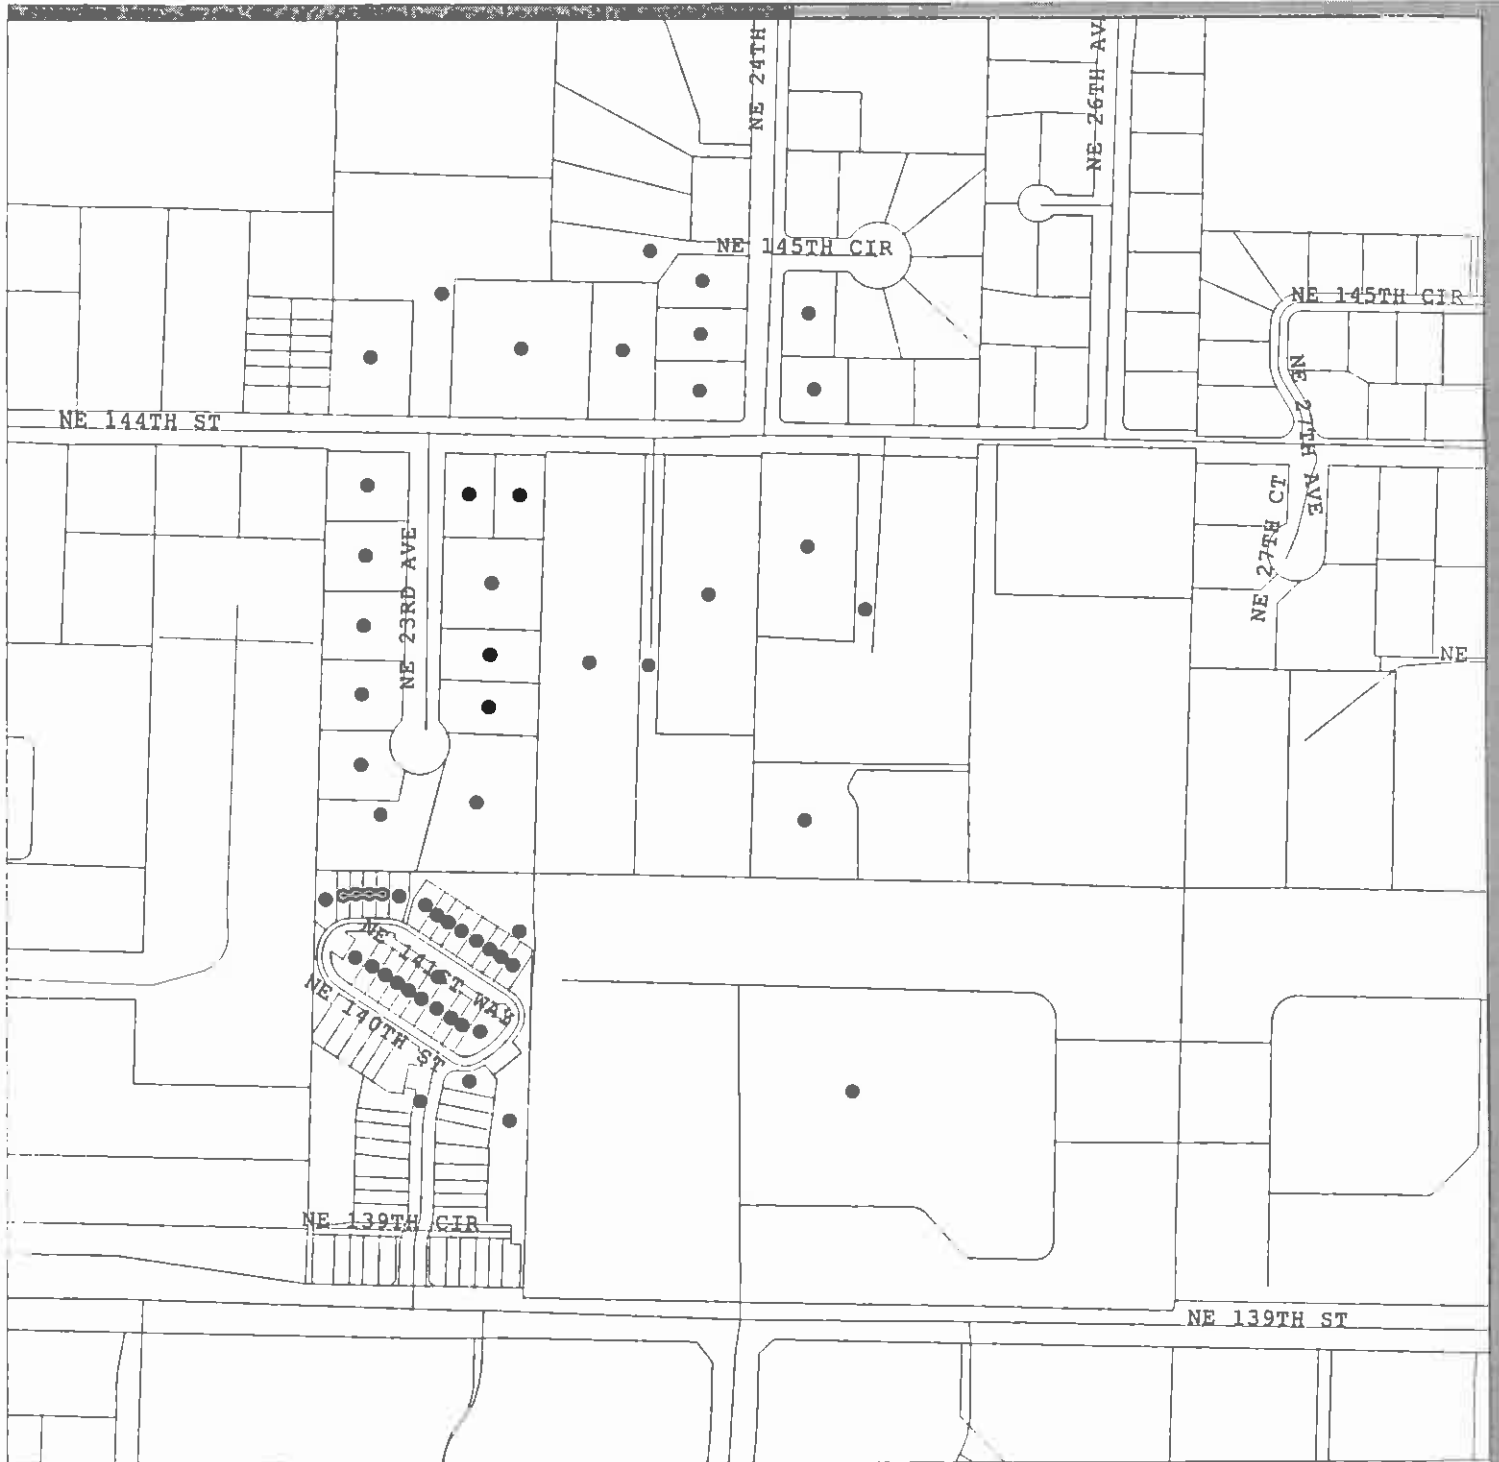 NE 24TH
NE 26TH AV
NE 145TH CIR
NE 145TH CIR
NE 27TH AVE
NE 144TH ST
NE 23RD AVE
NE 27TH CT
NE
NE 141ST WAY
NE 140TH ST
NE 139TH CIR
NE 139TH ST